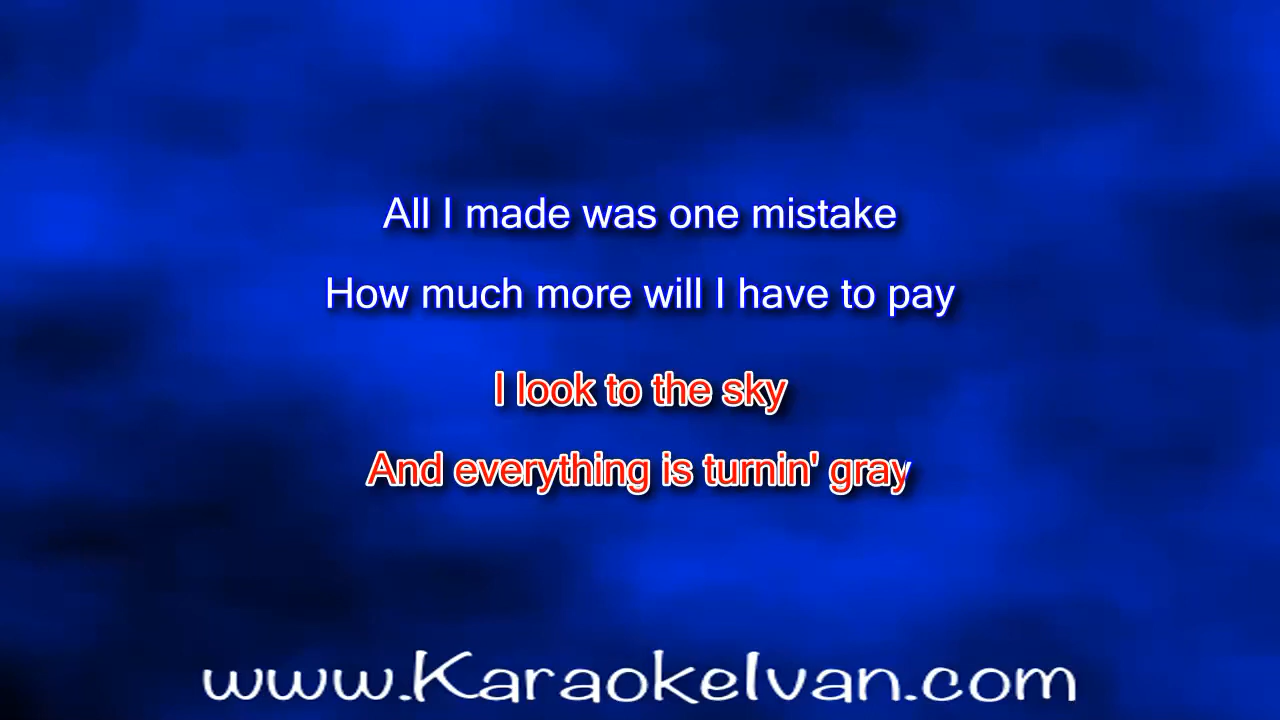 All I made was one mistake
How much more will I have to pay
I look to the sky
And everything is turnin' gray
www.KaraokeIvan.com